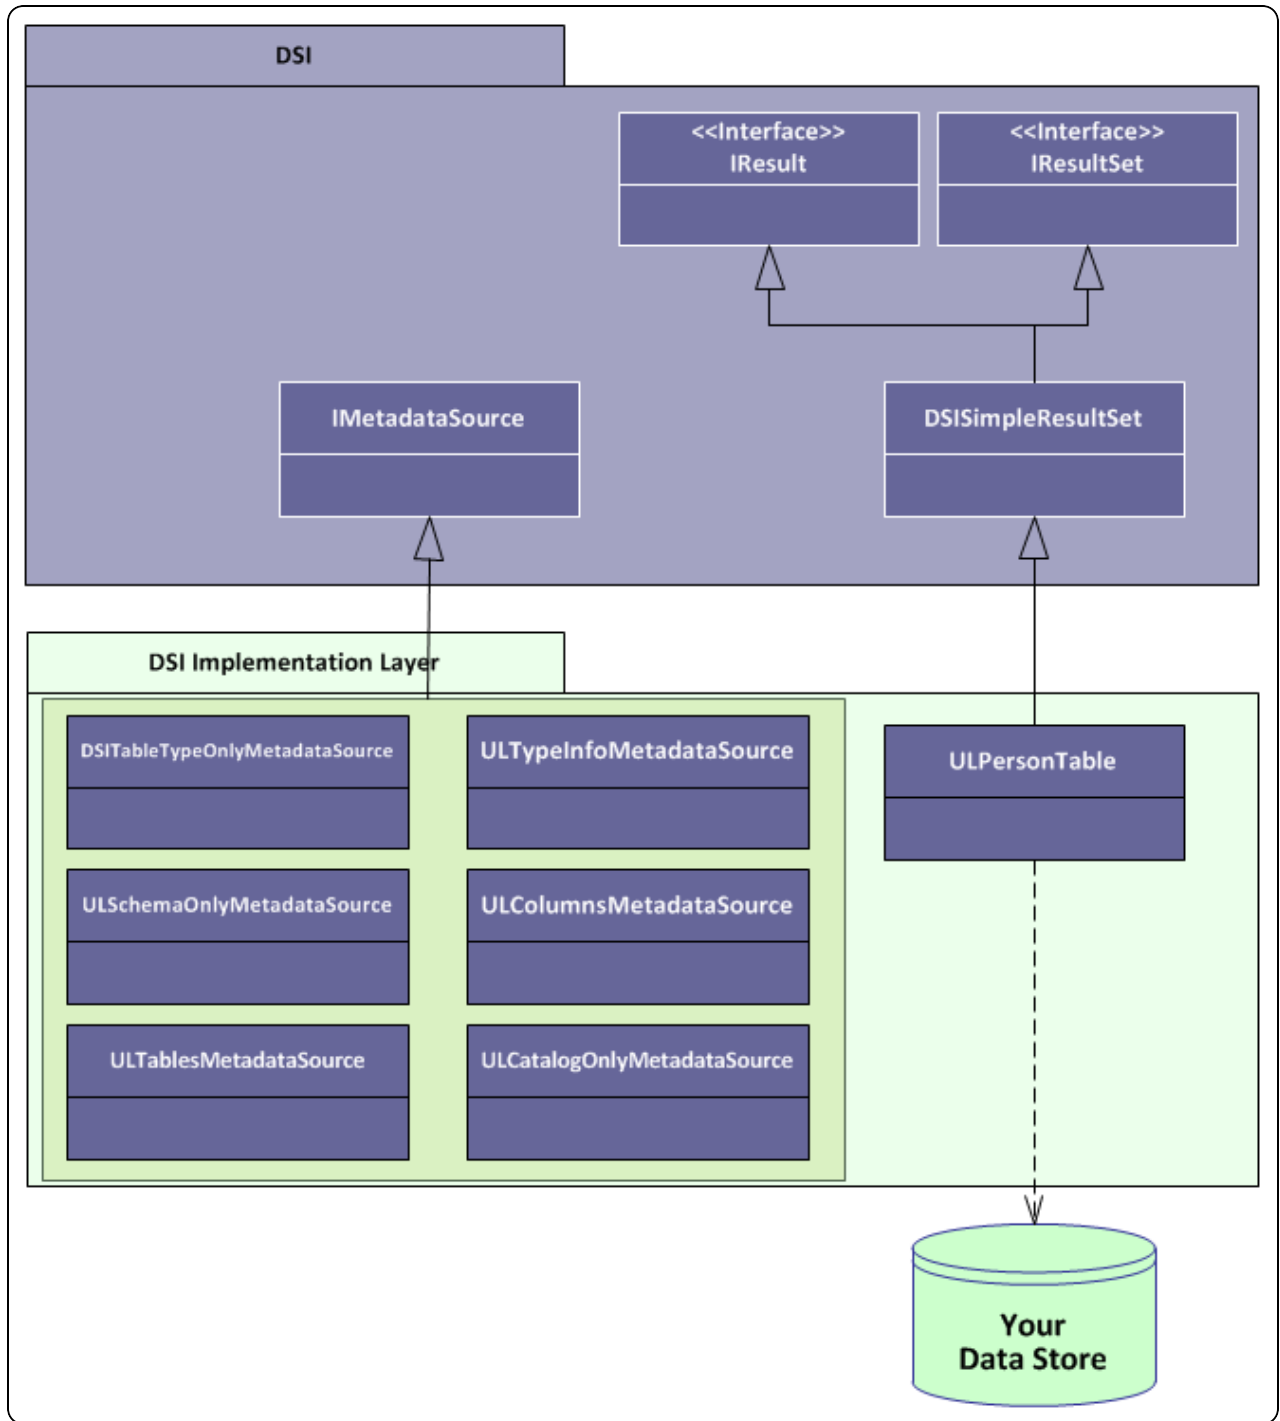 DSI
<<Interface>>
IResult
<<Interface>>
IResultSet
IMetadataSource
DSISimpleResultSet
DSI Implementation Layer
DSITableTypeOnlyMetadataSource
ULTypeInfoMetadataSource
ULPersonTable
ULSchemaOnlyMetadataSource
ULColumnsMetadataSource
ULTablesMetadataSource
ULCatalogOnlyMetadataSource
Your
Data Store